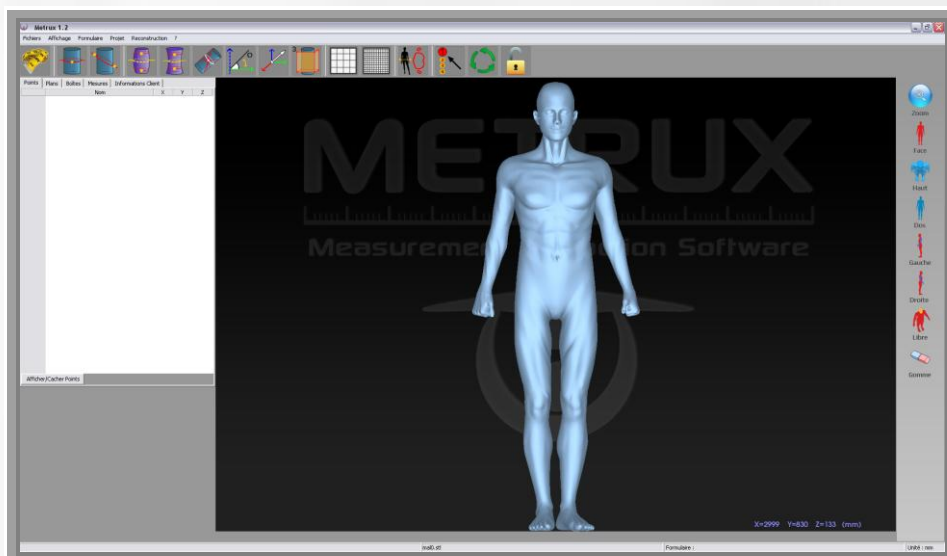 Metrux 1.2
Fichiers Affichage Formulaire Projet Reconstruction ?
Points Plans Boîtes Mesures Informations Client
Nom X Y Z
METRUX
Measurement Software
Zoom
Face
Haut
Dos
Gauche
Droite
Libre
Gomme
Afficher/Cacher Points
X=2999 Y=830 Z=133 (mm)
Formulaire :
Unité : mm